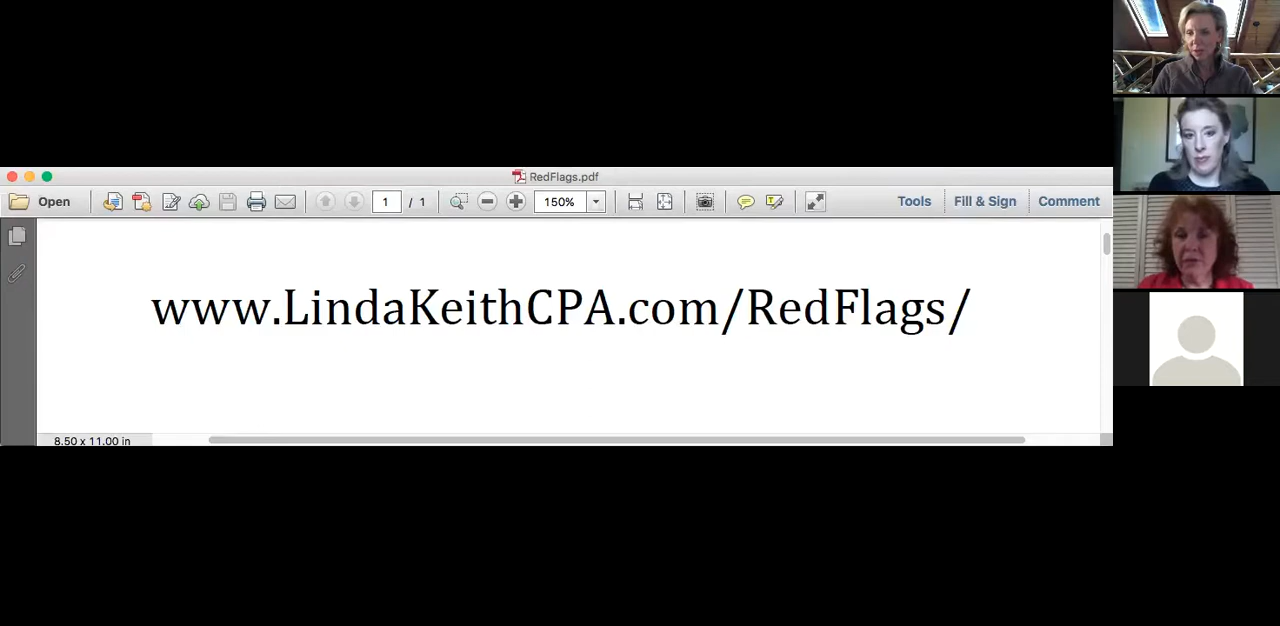 RedFlags.pdf
Open
1 / 1
150%
Tools
Fill & Sign
Comment
www.LindaKeithCPA.com/RedFlags/
8.50 x 11.00 in